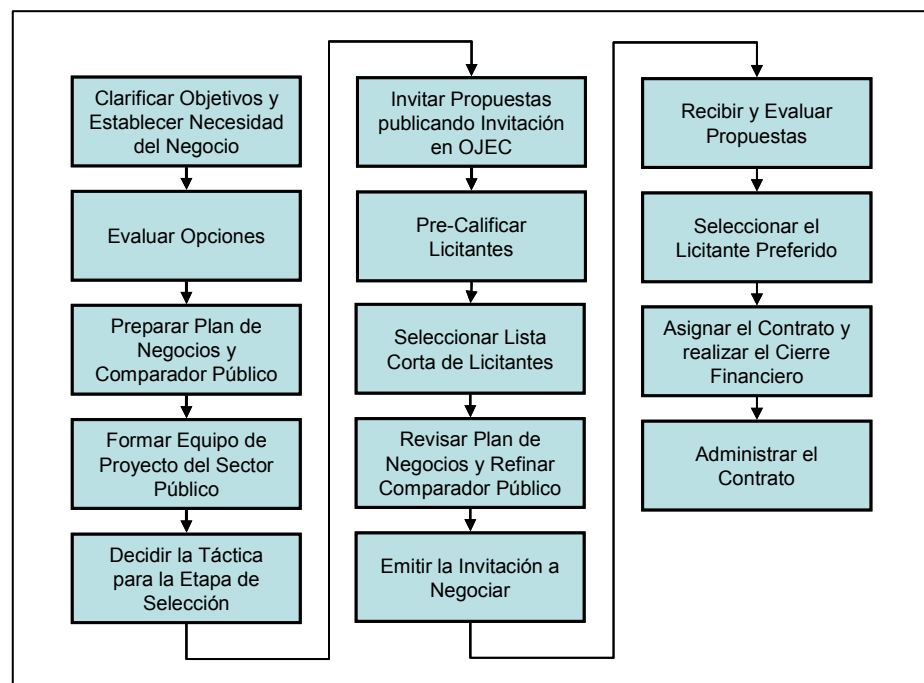 Clarificar Objetivos y
Establecer Necesidad
del Negocio
Evaluar Opciones
Preparar Plan de
Negocios y
Comparador Público
Formar Equipo de
Proyecto del Sector
Público
Decidir la Táctica
para la Etapa de
Selección
Invitar Propuestas
publicando Invitación
en OJEC
Pre-Calificar
Licitantes
Seleccionar Lista
Corta de Licitantes
Revisar Plan de
Negocios y Refinar
Comparador Público
Emitir la Invitación a
Negociar
Recibir y Evaluar
Propuestas
Seleccionar el
Licitante Preferido
Asignar el Contrato y
realizar el Cierre
Financiero
Administrar el
Contrato